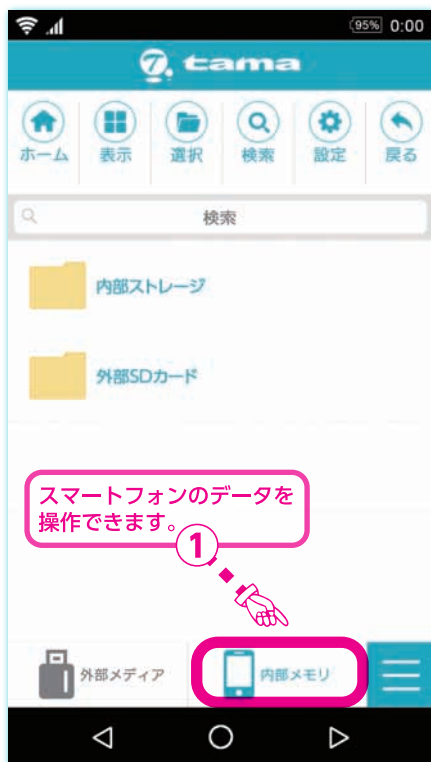 95% 0:00
tama
ホーム 表示 選択 検索 設定 戻る
検索
内部ストレージ
外部SDカード
スマートフォンのデータを
操作できます。
1
外部メディア 内部メモリ